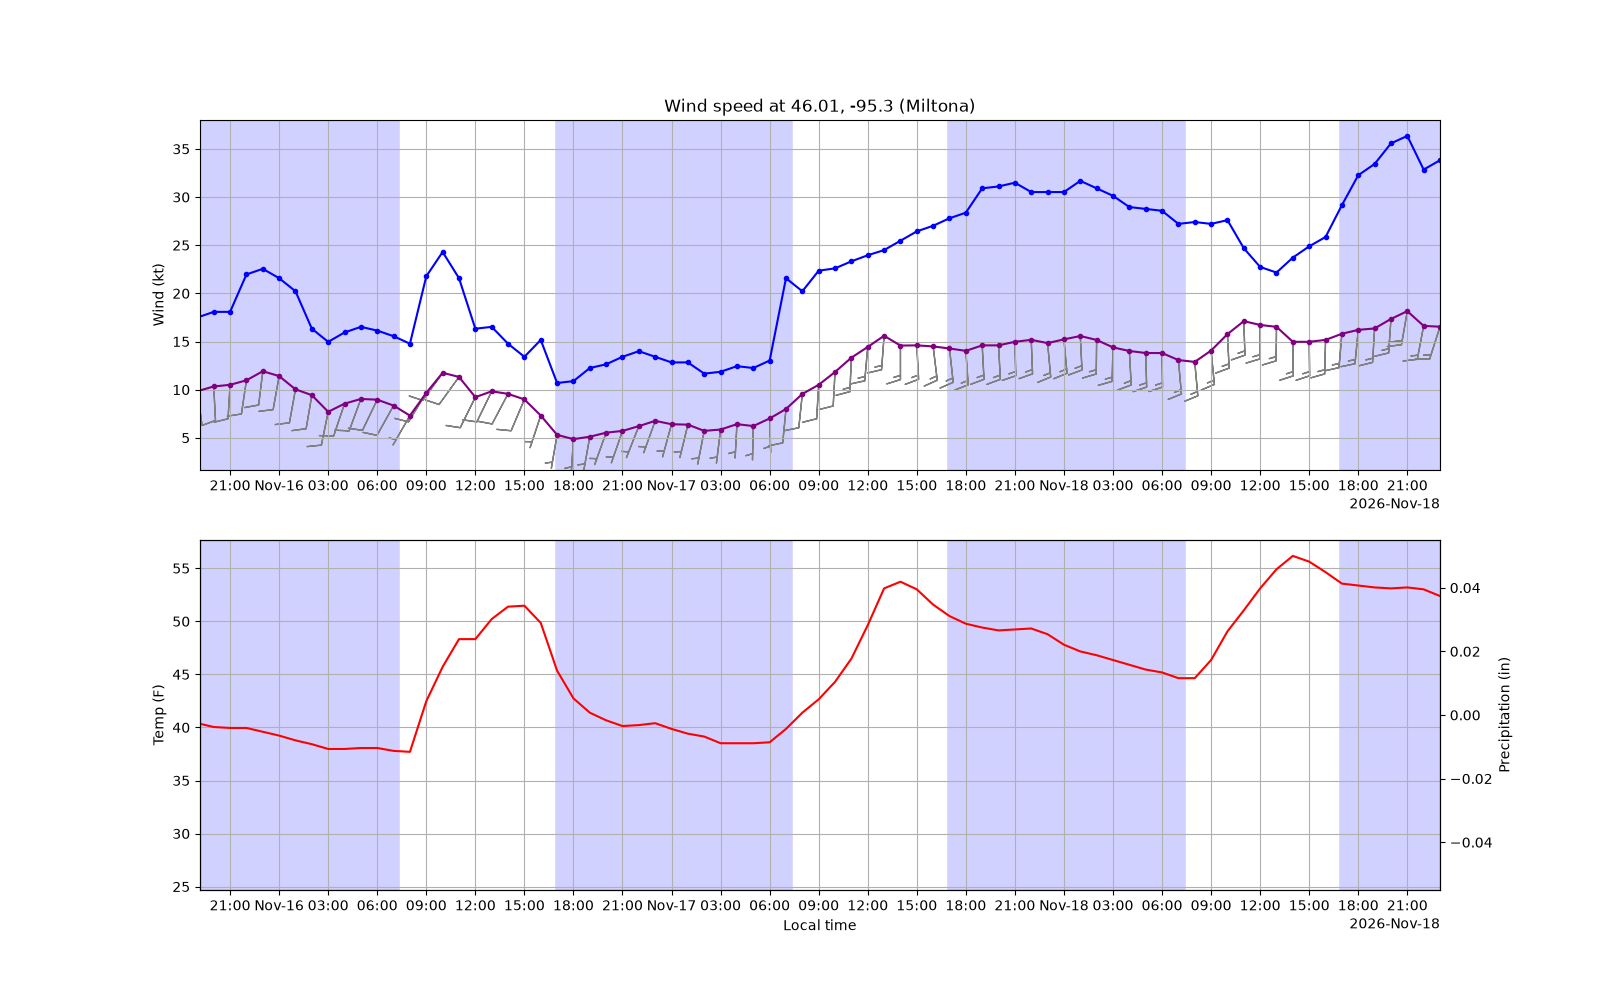 Wind speed at 46.01, -95.3 (Miltona)
Wind (kt)
35
30
25
20
15
10
5
21:00 Nov-16 03:00 06:00 09:00 12:00 15:00 18:00 21:00 Nov-17 03:00 06:00 09:00 12:00 15:00 18:00 21:00 Nov-18 03:00 06:00 09:00 12:00 15:00 18:00 21:00
2026-Nov-18
Temp (F)
55
50
45
40
35
30
25
0.04
0.02
0.00
−0.02
−0.04
Precipitation (in)
21:00 Nov-16 03:00 06:00 09:00 12:00 15:00 18:00 21:00 Nov-17 03:00 06:00 09:00 12:00 15:00 18:00 21:00 Nov-18 03:00 06:00 09:00 12:00 15:00 18:00 21:00
Local time
2026-Nov-18